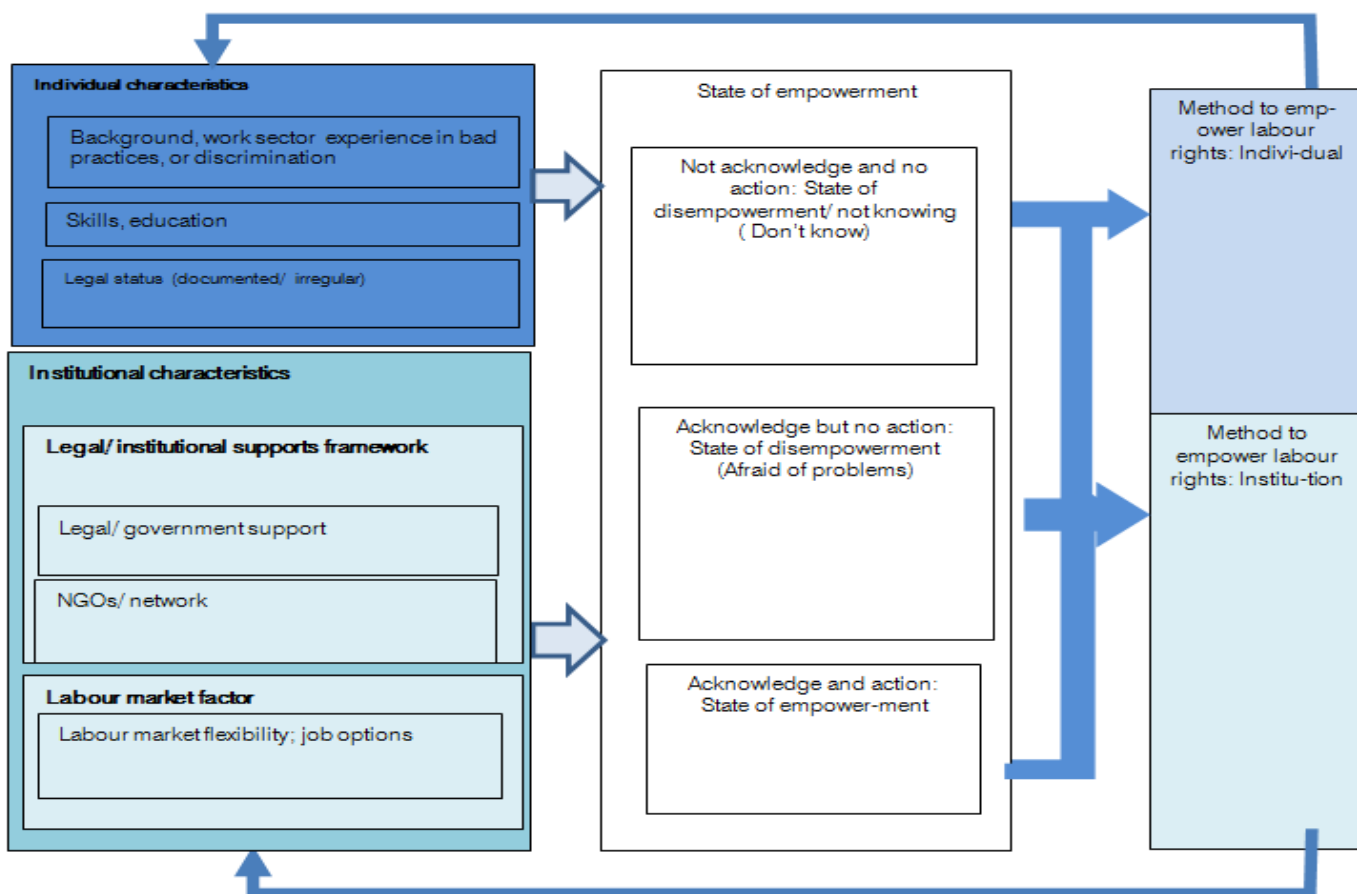 Individual characteristics
Background, work sector experience in bad
practices, or discrimination
Skills, education
Legal status (documented/ irregular)
Institutional characteristics
Legal/ institutional supports framework
Legal/ government support
NGOs/ network
Labour market factor
Labour market flexibility; job options
State of empowerment
Not acknowledge and no
action: State of
disempowerment/ not knowing
( Don't know)
Acknowledge but no action:
State of disempowerment
(Afraid of problems)
Acknowledge and action:
State of empower-ment
Method to emp-
ower labour
rights: Indivi-dual
Method to
empower labour
rights: Institu-tion